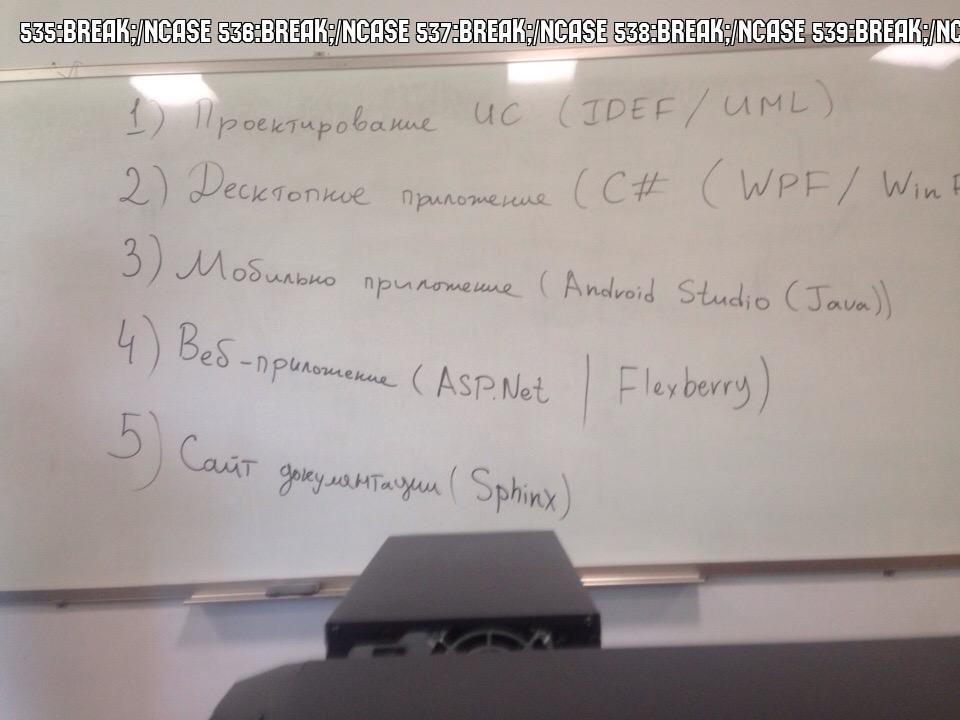 535:BREAK;/NCASE 536:BREAK;/NCASE 537:BREAK;/NCASE 538:BREAK;/NCASE 539:BREAK;/NC
1) Проектирование ИС (IDEF / UML)
2) Десктопное приложение (C# (WPF / Win F
3) Мобильно приложение (Android Studio (Java))
4) Веб-приложение (ASP.Net | Flexberry)
5) Сайт документации (Sphinx)